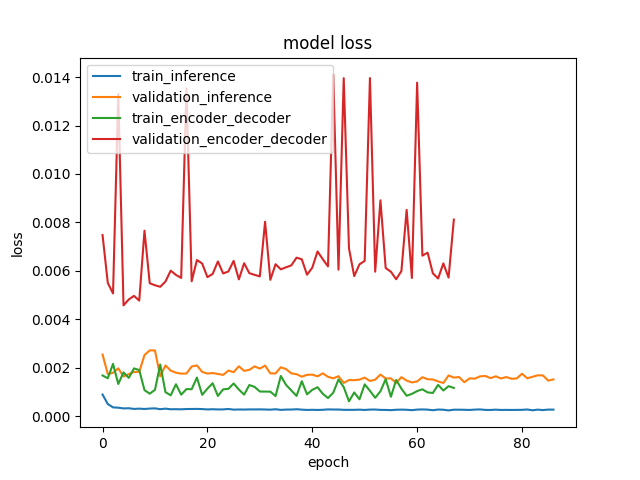 model loss
train_inference
validation_inference
train_encoder_decoder
validation_encoder_decoder
loss
0.014
0.012
0.010
0.008
0.006
0.004
0.002
0.000
0 20 40 60 80
epoch